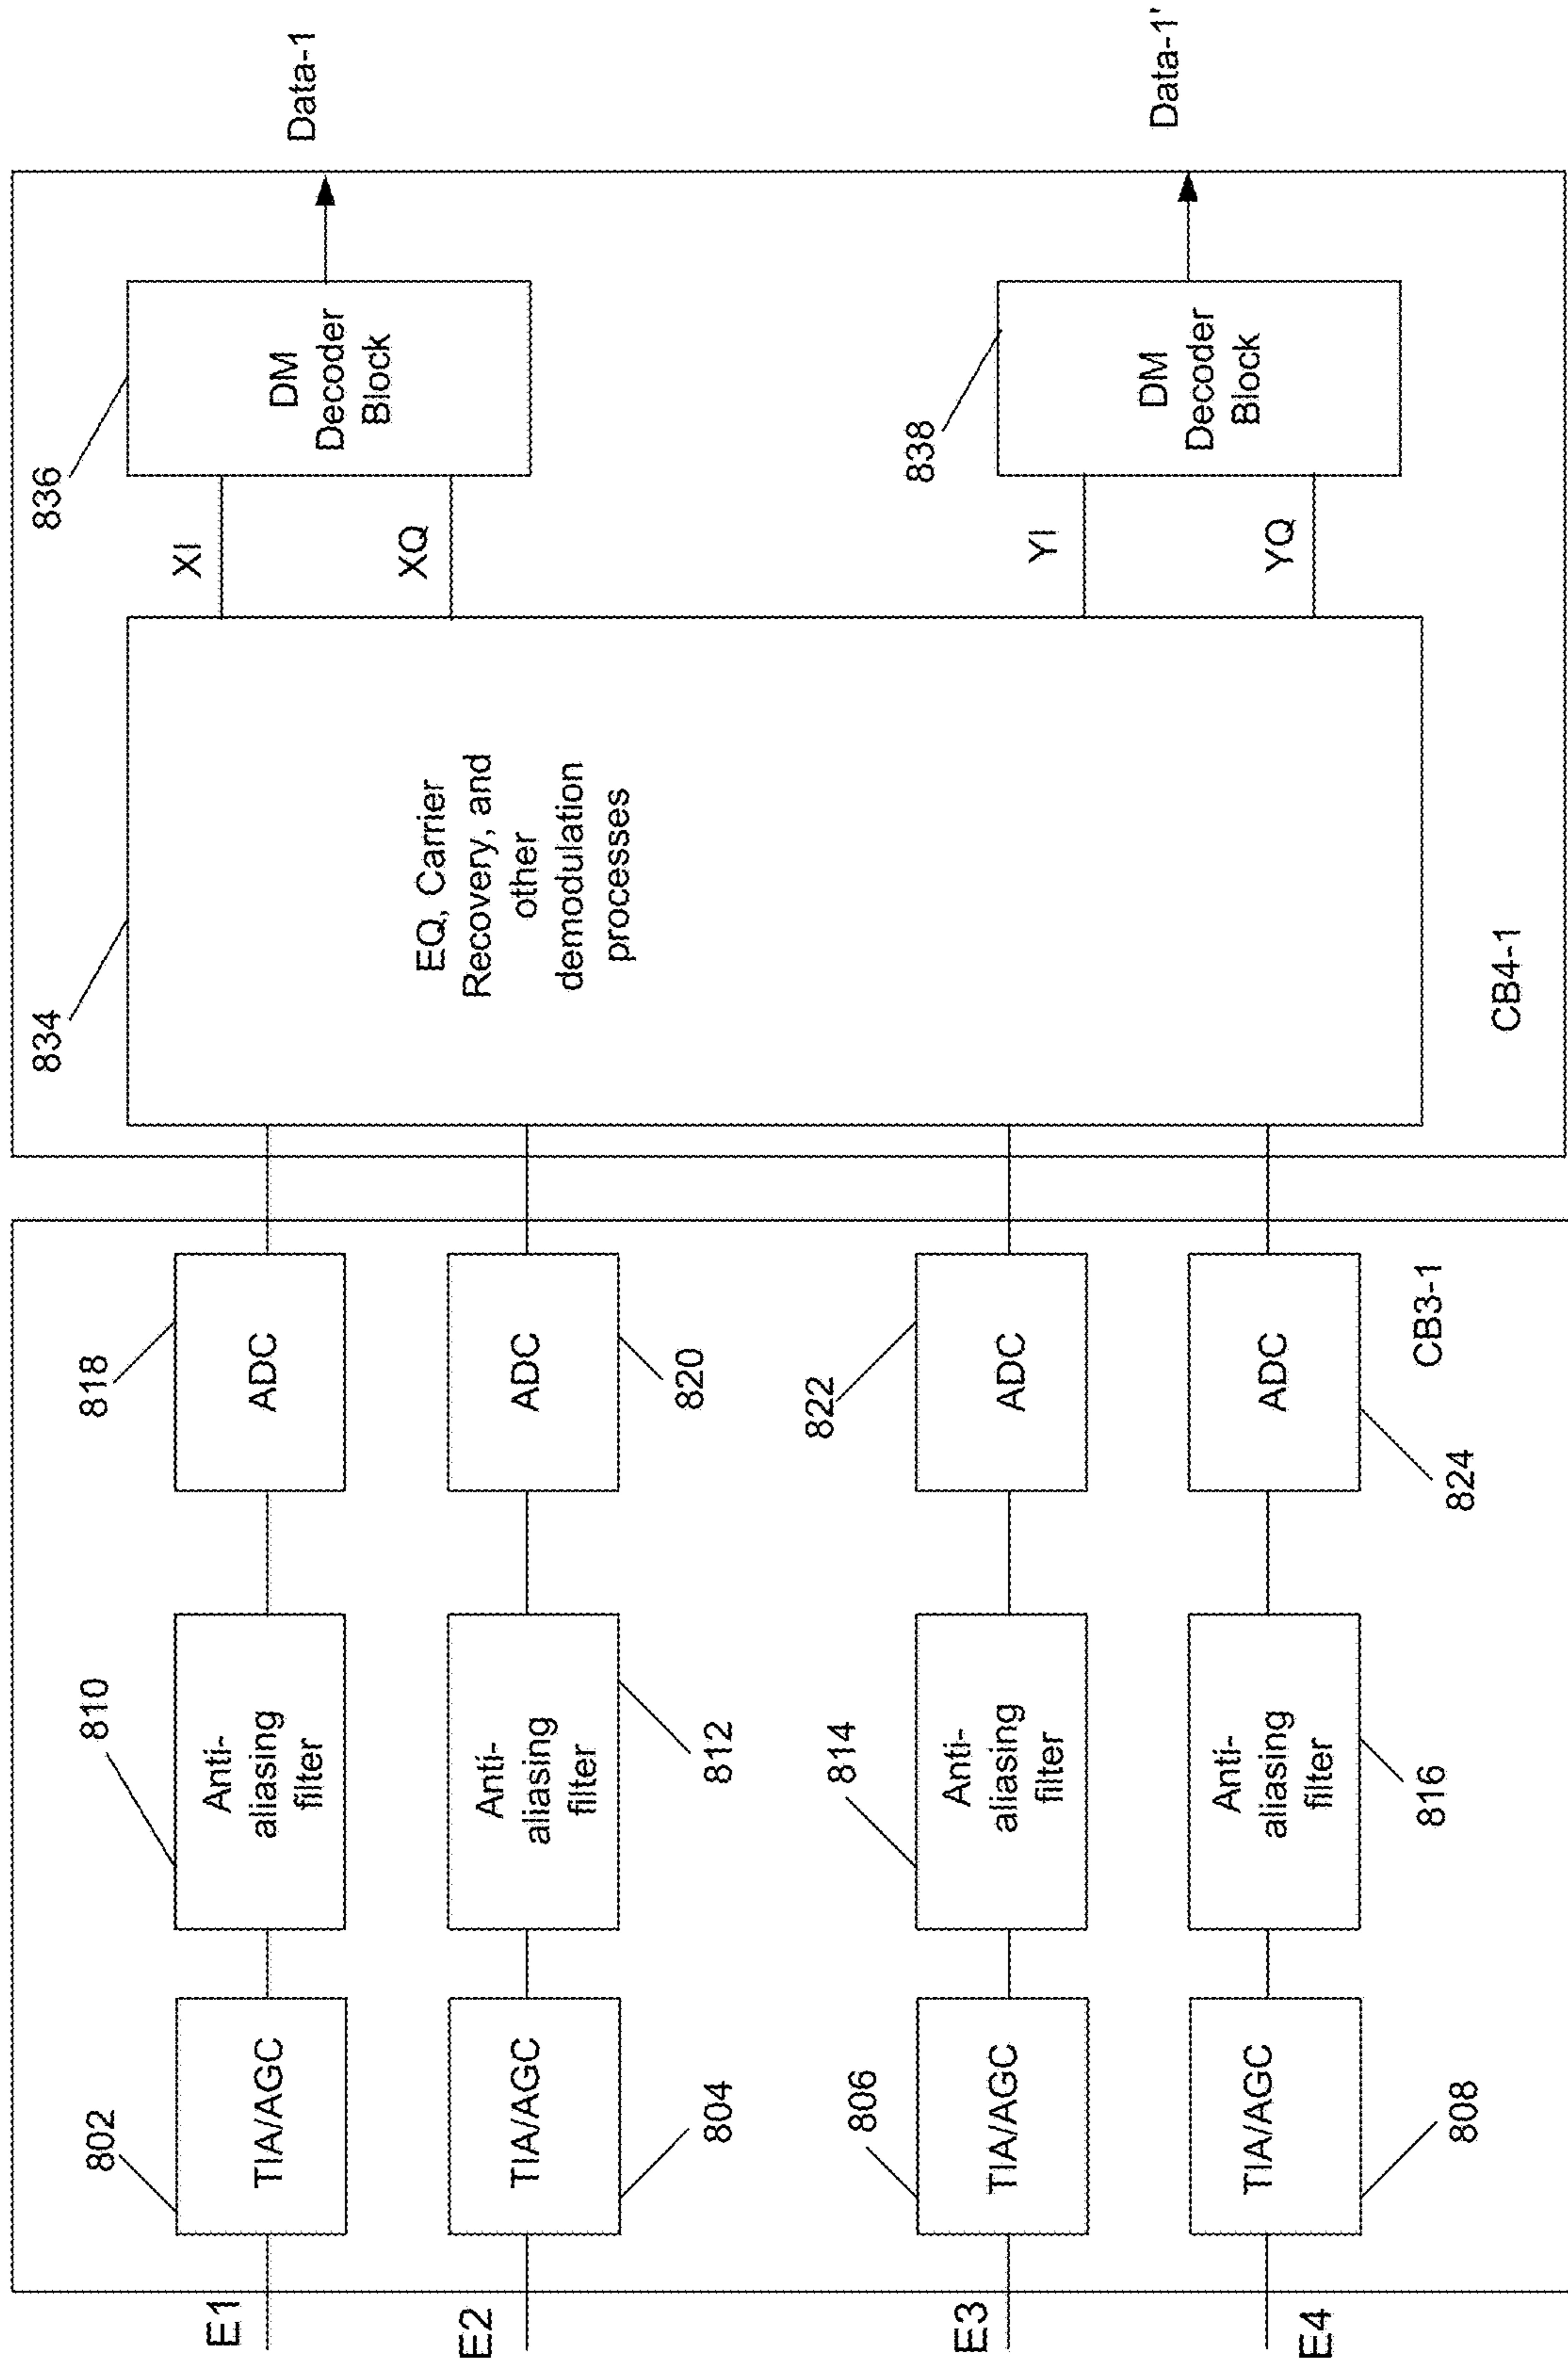 E1
802
TIA/AGC
810
Anti-
aliasing
filter
818
ADC
E2
TIA/AGC
804
Anti-
aliasing
filter
812
ADC
820
E3
806
TIA/AGC
814
Anti-
aliasing
filter
822
ADC
E4
TIA/AGC
808
Anti-
aliasing
filter
816
ADC
824
CB3-1
834
EQ, Carrier
Recovery, and
other
demodulation
processes
CB4-1
XI
XQ
836
DM
Decoder
Block
Data-1
YI
YQ
838
DM
Decoder
Block
Data-1'